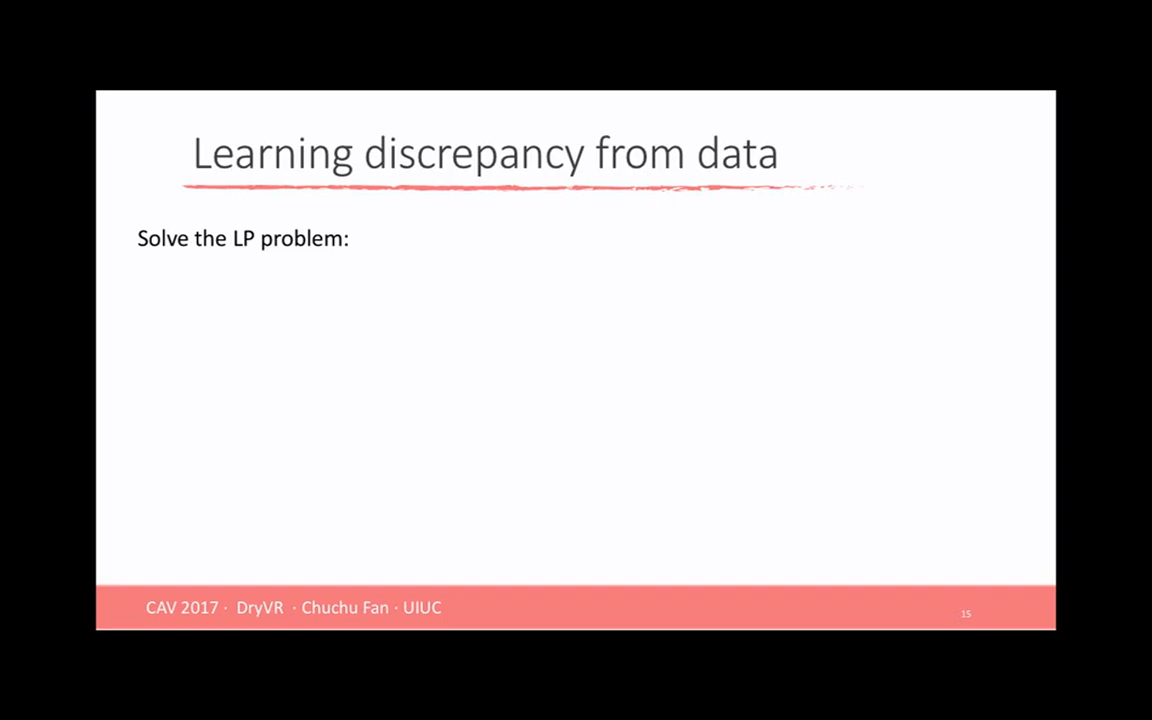 Learning discrepancy from data
Solve the LP problem:
CAV 2017 · DryVR · Chuchu Fan · UIUC
15